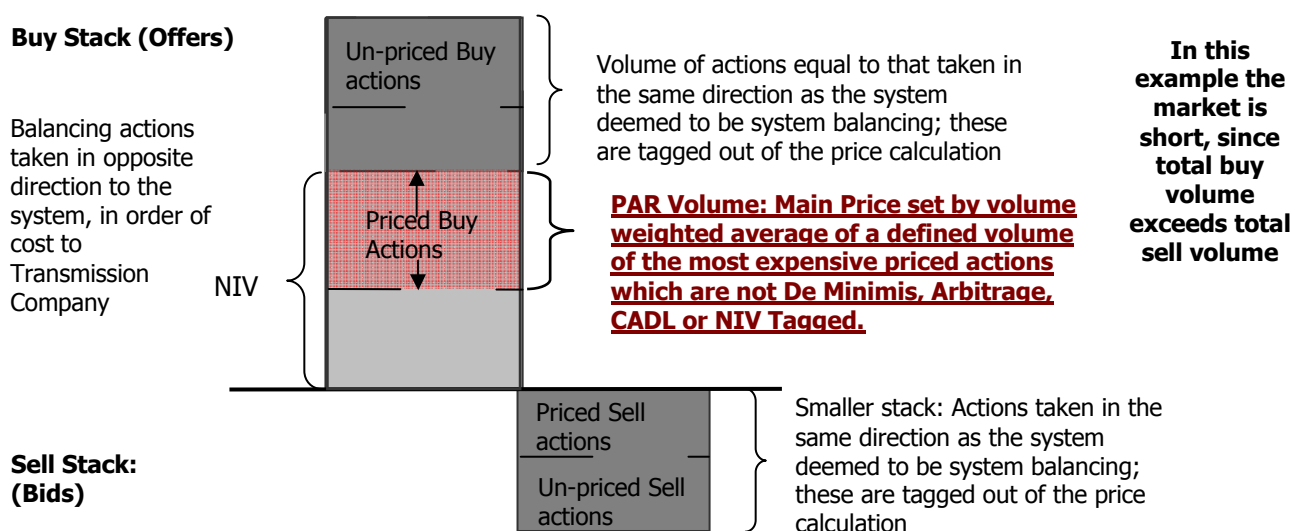 Buy Stack (Offers)
Balancing actions
taken in opposite
direction to the
system, in order of
cost to
Transmission
Company
NIV
Un-priced Buy
actions
Priced Buy
Actions
Volume of actions equal to that taken in
the same direction as the system
deemed to be system balancing; these
are tagged out of the price calculation
PAR Volume: Main Price set by volume
weighted average of a defined volume
of the most expensive priced actions
which are not De Minimis, Arbitrage,
CADL or NIV Tagged.
In this
example the
market is
short, since
total buy
volume
exceeds total
sell volume
Sell Stack:
(Bids)
Priced Sell
actions
Un-priced Sell
actions
Smaller stack: Actions taken in the
same direction as the system
deemed to be system balancing;
these are tagged out of the price
calculation